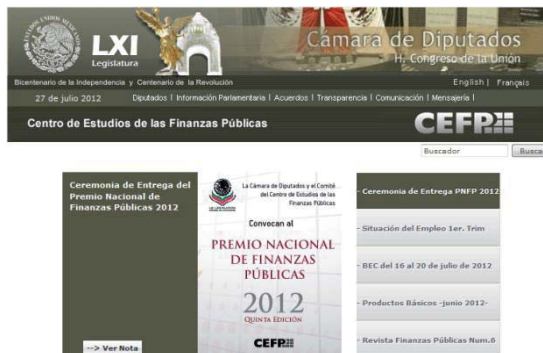 LXI
Legislatura
Cámara de Diputados
H. Congreso de la Unión
Bicentenario de la Independencia y Centenario de la Revolución
English | Français
27 de julio 2012
Diputados | Información Parlamentaria | Acuerdos | Transparencia | Comunicación | Mensajería |
Centro de Estudios de las Finanzas Públicas
CEFP
Buscador
Busca
Ceremonia de Entrega del
Premio Nacional de
Finanzas Públicas 2012
--> Ver Nota
La Cámara de Diputados y el Comité
del Centro de Estudios de las
Finanzas Públicas
Convocan al
PREMIO NACIONAL
DE FINANZAS
PÚBLICAS
2012
QUINTA EDICIÓN
CEFP
- Ceremonia de Entrega PNFP 2012
- Situación del Empleo 1er. Trim
- BEC del 16 al 20 de julio de 2012
- Productos Básicos -junio 2012-
- Revista Finanzas Públicas Num.6